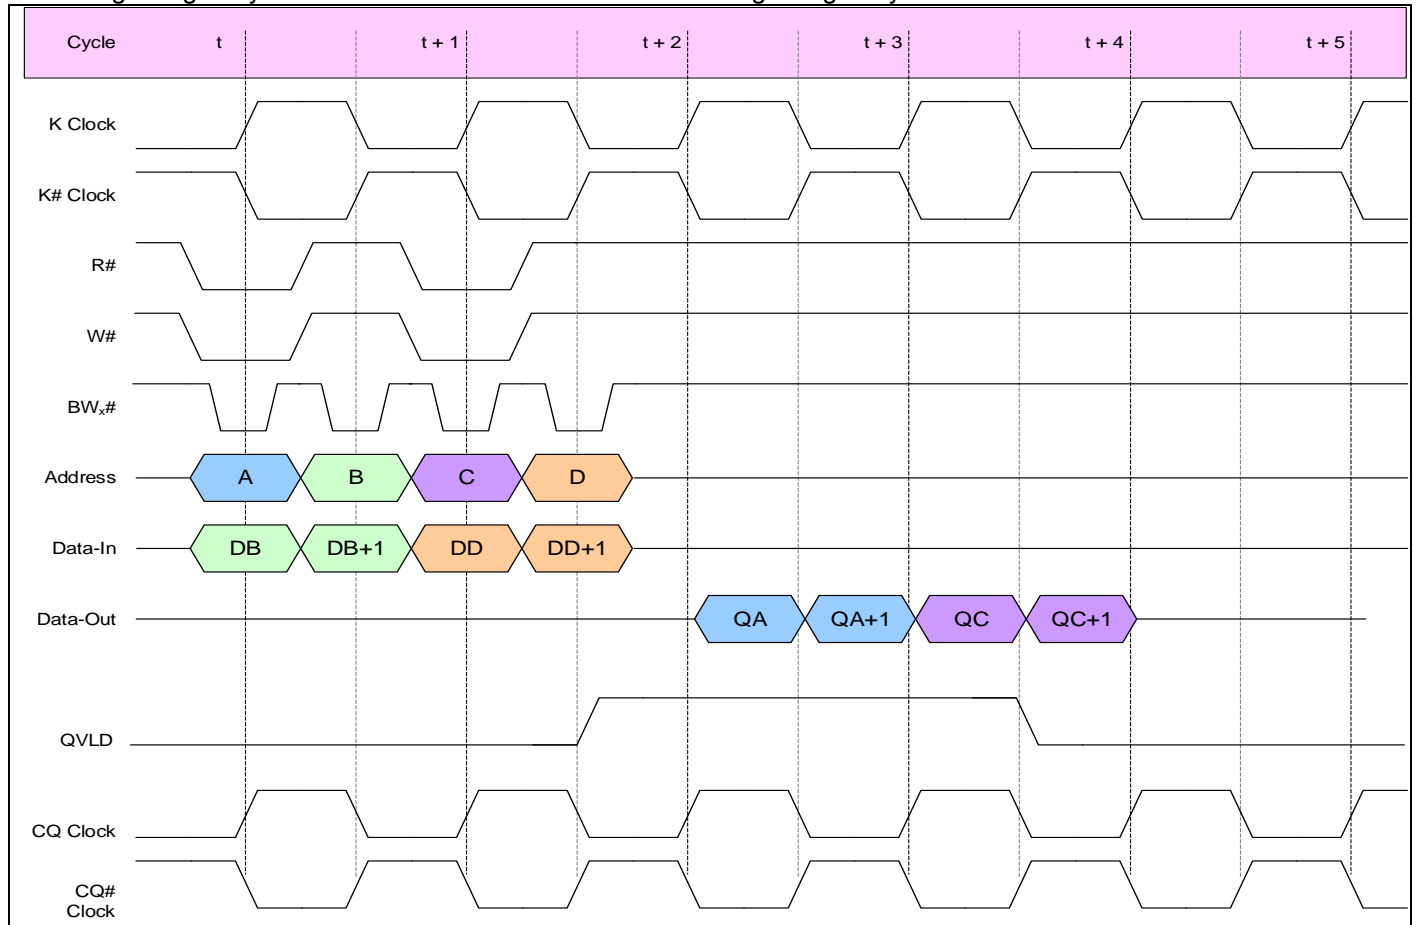 Cycle t t + 1 t + 2 t + 3 t + 4 t + 5
K Clock
K# Clock
R#
W#
BWx#
Address A B C D
Data-In DB DB+1 DD DD+1
Data-Out QA QA+1 QC QC+1
QVLD
CQ Clock
CQ#
Clock